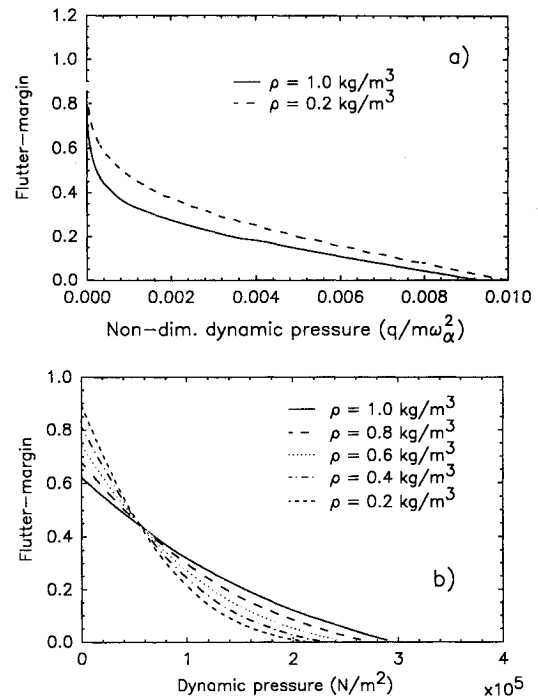 1.2
1.0
0.8
0.6
0.4
0.2
0.0
Flutter-margin
a)
ρ = 1.0 kg/m³
ρ = 0.2 kg/m³
0.000 0.002 0.004 0.006 0.008 0.010
Non-dim. dynamic pressure (q/mω²α)
1.0
0.8
0.6
0.4
0.2
0.0
Flutter-margin
ρ = 1.0 kg/m³
ρ = 0.8 kg/m³
ρ = 0.6 kg/m³
ρ = 0.4 kg/m³
ρ = 0.2 kg/m³
b)
0 1 2 3 4
Dynamic pressure (N/m²)
×10⁵